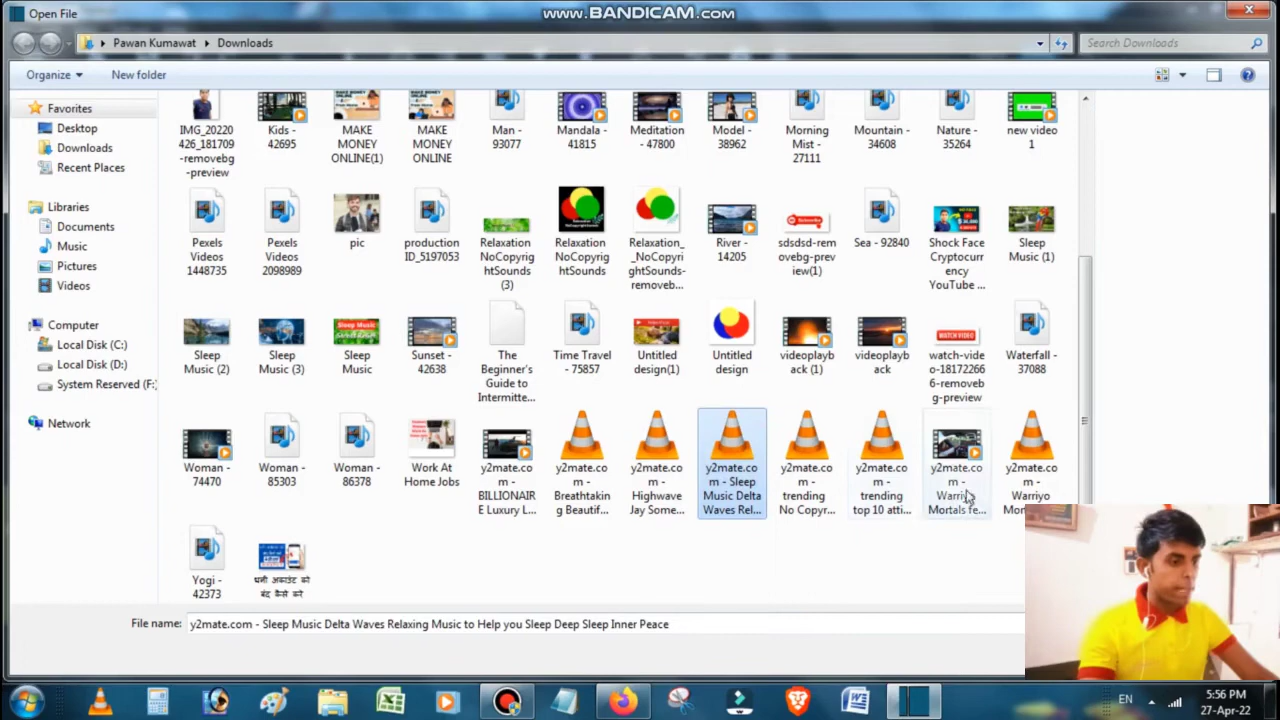 Open File
www.BANDICAM.com
Pawan Kumawat
Downloads
Search Downloads
Organize
New folder
Favorites
Desktop
Downloads
Recent Places
Libraries
Documents
Music
Pictures
Videos
Computer
Local Disk (C:)
Local Disk (D:)
System Reserved (F:
Network
IMG_20220
426_181709
-removebg
-preview
Kids -
42695
MAKE
MONEY
ONLINE(1)
MAKE
MONEY
ONLINE
Man -
93077
Mandala -
41815
Meditation
- 47800
Model -
38962
Morning
Mist -
27111
Mountain -
34608
Nature -
35264
new video
1
Pexels
Videos
1448735
Pexels
Videos
2098989
pic
production
ID_5197053
Relaxation
NoCopyrig
htSounds
(3)
Relaxation
NoCopyrig
htSounds
Relaxation_
_NoCopyri
ghtSounds-
removeb...
River -
14205
sdsdsd-rem
ovebg-prev
iew(1)
Sea - 92840
Shock Face
Cryptocurr
ency
YouTube ...
Sleep
Music (1)
Sleep
Music (2)
Sleep
Music (3)
Sleep Music
Sleep
Music
Sunset -
42638
The
Beginner's
Guide to
Intermitte...
Time Travel
- 75857
Untitled
design(1)
Untitled
design
videoplayb
ack (1)
videoplayb
ack
WATCH VIDEO
watch-vide
o-18172266
6-removeb
g-preview
Waterfall -
37088
Woman -
74470
Woman -
85303
Woman -
86378
Work At
Home Jobs
y2mate.co
m -
BILLIONAIR
E Luxury L...
y2mate.co
m -
Breathtakin
g Beautif...
y2mate.co
m -
Highwave
Jay Some...
y2mate.co
m - Sleep
Music Delta
Waves Rel...
y2mate.co
m -
trending
No Copyr...
y2mate.co
m -
trending
top 10 atti...
y2mate.co
m -
Warriyo
Mortals fe...
y2mate.co
m -
Warriyo
Yogi -
42373
धनी अकाउंट को
बंद कैसे करे
File name:
y2mate.com - Sleep Music Delta Waves Relaxing Music to Help you Sleep Deep Sleep Inner Peace
EN
5:56 PM
27-Apr-22